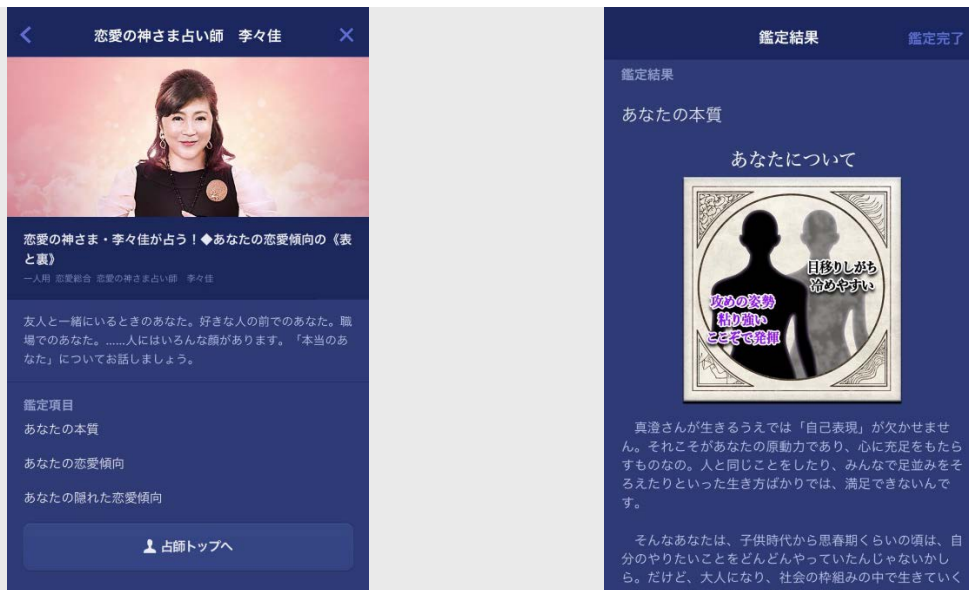 恋愛の神さま占い師　李々佳
恋愛の神さま・李々佳が占う！◆あなたの恋愛傾向の《表
と裏》
一人用 恋愛総合 恋愛の神さま占い師　李々佳
友人と一緒にいるときのあなた。好きな人の前でのあなた。職
場でのあなた。……人にはいろんな顔があります。「本当のあ
なた」についてお話しましょう。
鑑定項目
あなたの本質
あなたの恋愛傾向
あなたの隠れた恋愛傾向
占師トップへ
鑑定結果
鑑定完了
鑑定結果
あなたの本質
あなたについて
目移りしがち
冷めやすい
攻めの姿勢
粘り強い
ここぞで発揮
真澄さんが生きるうえでは「自己表現」が欠かせませ
ん。それこそがあなたの原動力であり、心に充足をもたら
すものなの。人と同じことをしたり、みんなで足並みをそ
ろえたりといった生き方ばかりでは、満足できないんで
す。
そんなあなたは、子供時代から思春期くらいの頃は、自
分のやりたいことをどんどんやっていたんじゃないかし
ら。だけど、大人になり、社会の枠組みの中で生きていく